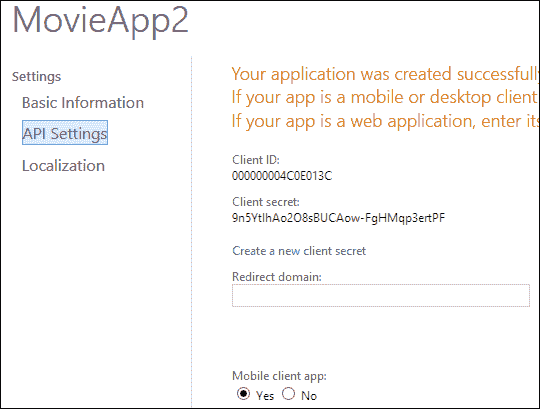 MovieApp2
Settings
Basic Information
API Settings
Localization
Your application was created successfully
If your app is a mobile or desktop client
If your app is a web application, enter its
Client ID:
000000004C0E013C
Client secret:
9n5YtIhAo2O8sBUCAow-FgHMqp3ertPF
Create a new client secret
Redirect domain:
Mobile client app:
Yes No